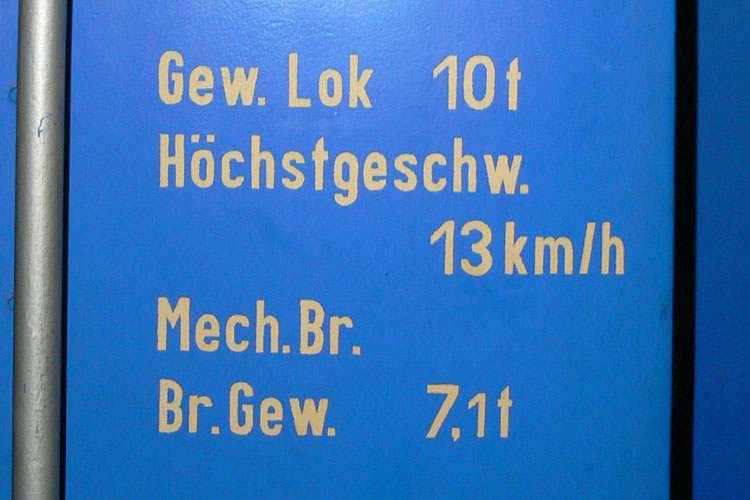 Gew. Lok 10t
Höchstgeschw.
13km/h
Mech.Br.
Br.Gew. 7,1t